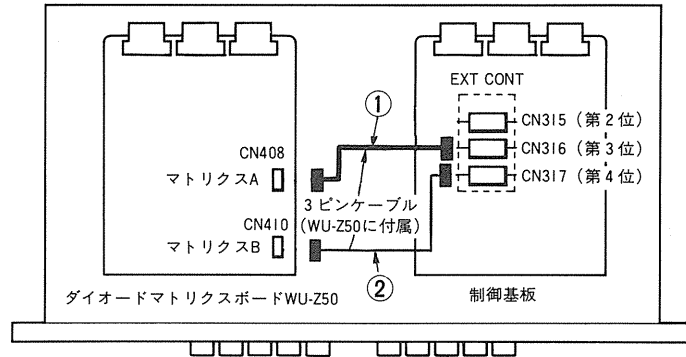 EXT CONT
①
CN315（第2位）
CN408
CN316（第3位）
マトリクスA
CN317（第4位）
3ピンケーブル
CN410
（WU-Z50に付属）
マトリクスB
②
ダイオードマトリクスボードWU-Z50
制御基板